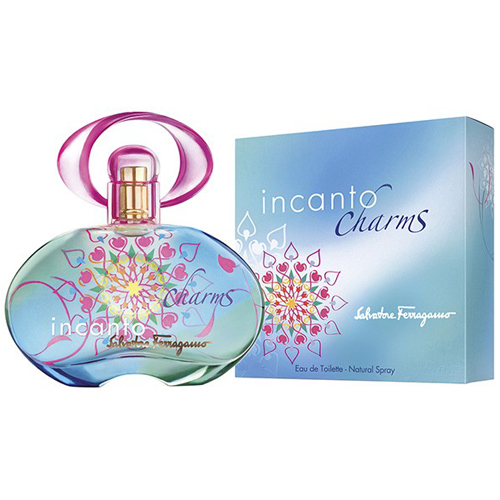 Charms
incanto
Salvatore Ferragamo
incanto
Charms
Salvatore Ferragamo
Eau de Toilette - Natural Spray